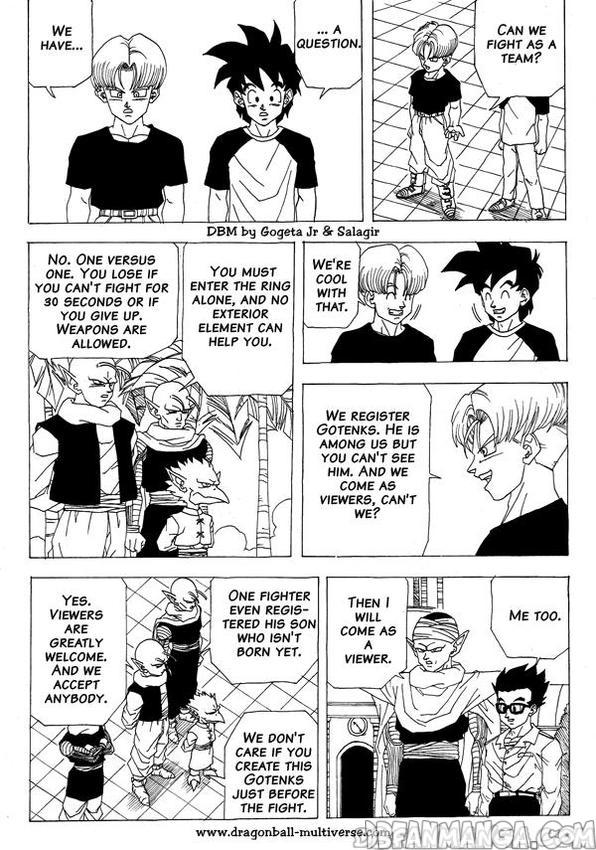 WE
HAVE...
... A
QUESTION.
CAN WE
FIGHT AS A
TEAM?
DBM BY GOGETA JR & SALAGIR
NO. ONE VERSUS
ONE. YOU LOSE IF
YOU CAN'T FIGHT FOR
30 SECONDS OR IF
YOU GIVE UP.
WEAPONS ARE
ALLOWED.
YOU MUST
ENTER THE RING
ALONE, AND NO
EXTERIOR
ELEMENT CAN
HELP YOU.
WE'RE
COOL
WITH
THAT.
WE REGISTER
GOTENKS. HE IS
AMONG US BUT
YOU CAN'T SEE
HIM. AND WE
COME AS
VIEWERS, CAN'T
WE?
YES.
VIEWERS
ARE
GREATLY
WELCOME.
AND WE
ACCEPT
ANYBODY.
ONE FIGHTER
EVEN REGIS-
TERED HIS SON
WHO ISN'T
BORN YET.
WE DON'T
CARE IF YOU
CREATE THIS
GOTENKS
JUST BEFORE
THE FIGHT.
THEN I
WILL
COME AS
A
VIEWER.
ME TOO.
www.dragonball-multiverse.com
DBFANMANGA.COM